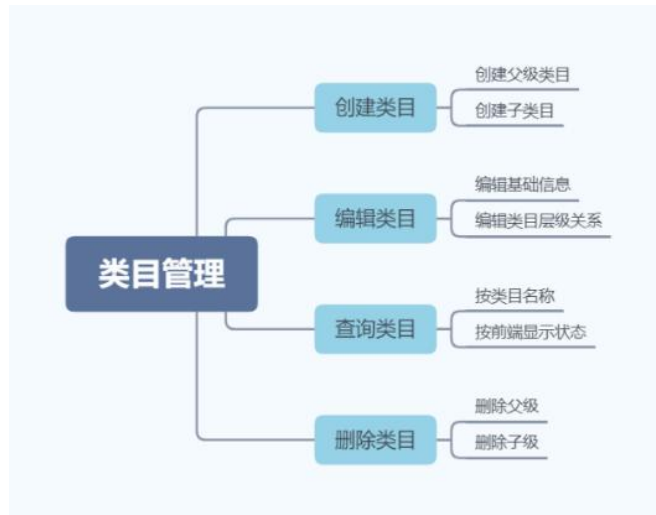 类目管理
创建类目
创建父级类目
创建子类目
编辑类目
编辑基础信息
编辑类目层级关系
查询类目
按类目名称
按前端显示状态
删除类目
删除父级
删除子级